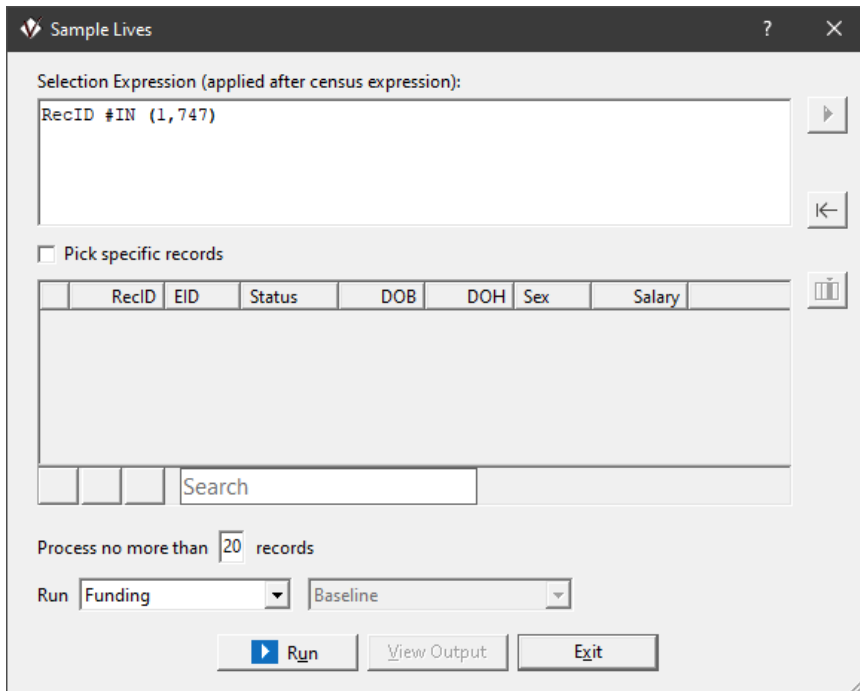 Sample Lives ?
Selection Expression (applied after census expression):
RecID #IN (1,747)
Pick specific records
RecID EID Status DOB DOH Sex Salary
Search
Process no more than 20 records
Run Funding Baseline
Run View Output Exit